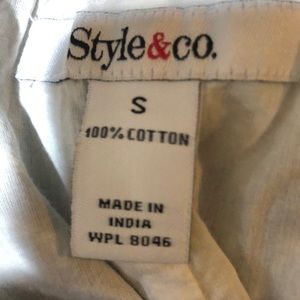 Style&co.
S
100% COTTON
MADE IN
INDIA
WPL 8046